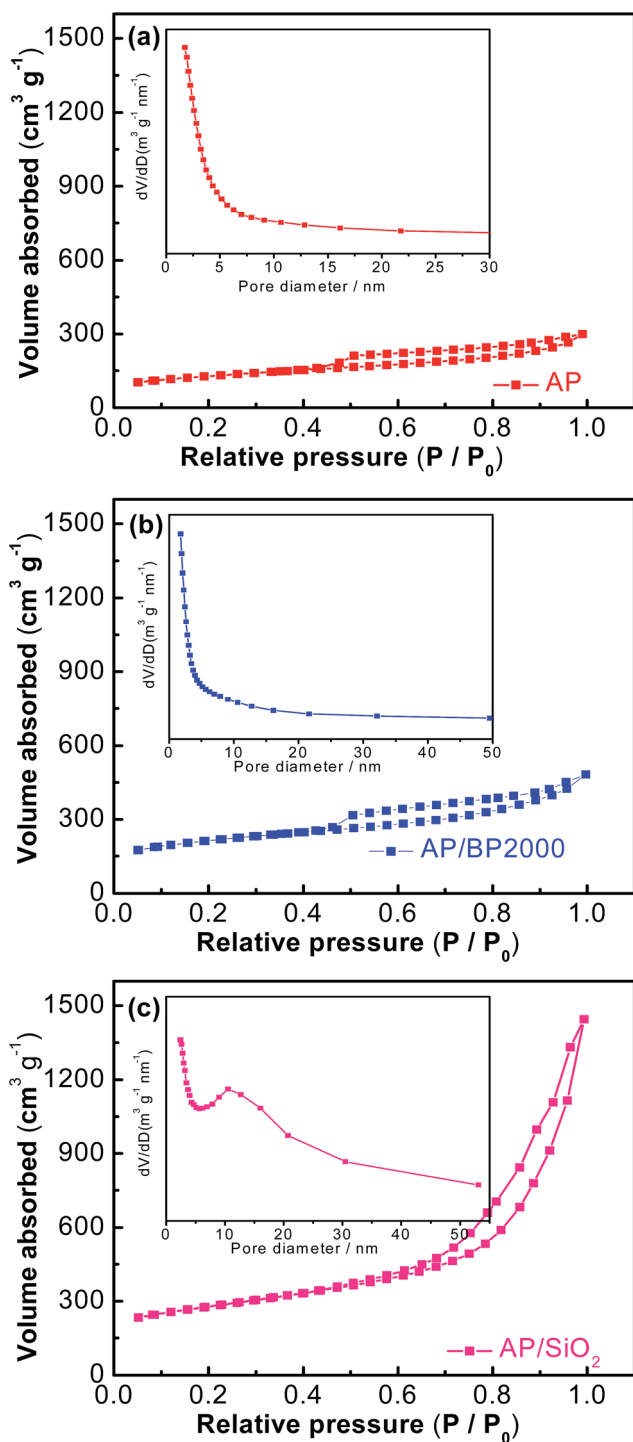 (a)
1500
1200
900
600
300
0
Volume absorbed (cm³ g⁻¹)
dV/dD(m³ g⁻¹ nm⁻¹)
0 5 10 15 20 25 30
Pore diameter / nm
AP
0.0 0.2 0.4 0.6 0.8 1.0
Relative pressure (P / P₀)
(b)
1500
1200
900
600
300
0
Volume absorbed (cm³ g⁻¹)
dV/dD(m³ g⁻¹ nm⁻¹)
0 10 20 30 40 50
Pore diameter / nm
AP/BP2000
0.0 0.2 0.4 0.6 0.8 1.0
Relative pressure (P / P₀)
(c)
1500
1200
900
600
300
0
Volume absorbed (cm³ g⁻¹)
dV/dD(m³ g⁻¹ nm⁻¹)
0 10 20 30 40 50
Pore diameter / nm
AP/SiO₂
0.0 0.2 0.4 0.6 0.8 1.0
Relative pressure (P / P₀)